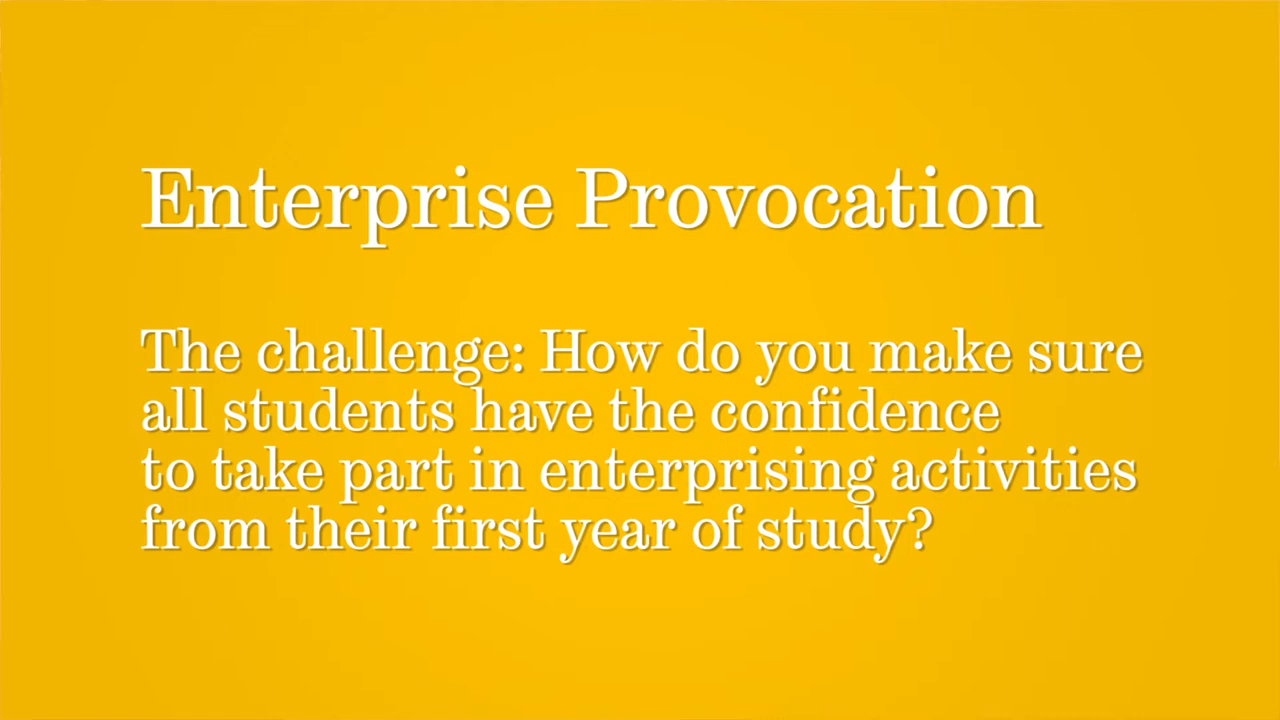 Enterprise Provocation
The challenge: How do you make sure
all students have the confidence
to take part in enterprising activities
from their first year of study?